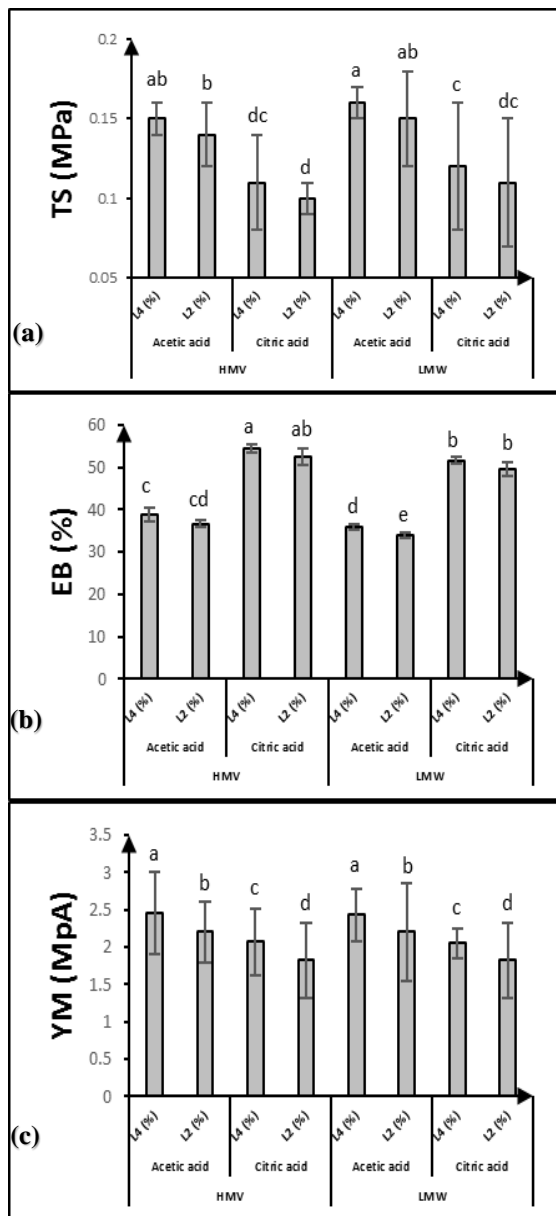 0.2
0.15
0.1
0.05
TS (MPa)
ab b dc d a ab c dc
L4 (%) L2 (%) L4 (%) L2 (%) L4 (%) L2 (%) L4 (%) L2 (%)
Acetic acid Citric acid Acetic acid Citric acid
HMV LMW
(a)
60
50
40
30
20
10
0
EB (%)
c cd a ab d e b b
L4 (%) L2 (%) L4 (%) L2 (%) L4 (%) L2 (%) L4 (%) L2 (%)
Acetic acid Citric acid Acetic acid Citric acid
HMV LMW
(b)
3.5
3
2.5
2
1.5
1
0.5
0
YM (MpA)
a b c d a b c d
L4 (%) L2 (%) L4 (%) L2 (%) L4 (%) L2 (%) L4 (%) L2 (%)
Acetic acid Citric acid Acetic acid Citric acid
HMV LMW
(c)